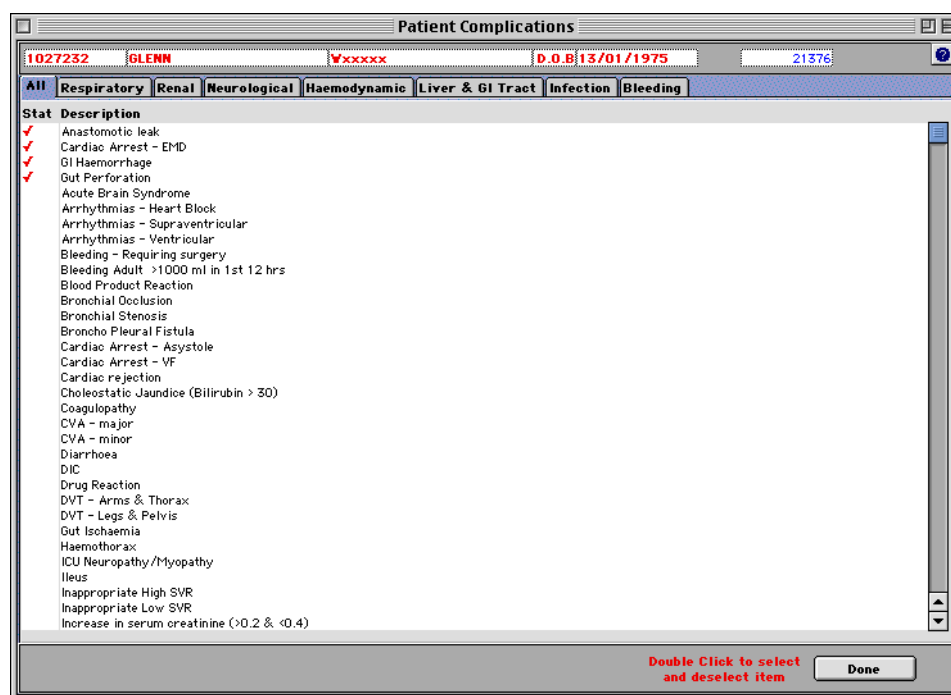 Patient Complications
1027232 GLENN Wxxxxx D.O.B 13/01/1975 21376 ?
All Respiratory Renal Neurological Haemodynamic Liver & GI Tract Infection Bleeding
Stat Description
✓ Anastomotic leak
✓ Cardiac Arrest - EMD
✓ GI Haemorrhage
✓ Gut Perforation
Acute Brain Syndrome
Arrhythmias - Heart Block
Arrhythmias - Supraventricular
Arrhythmias - Ventricular
Bleeding - Requiring surgery
Bleeding Adult >1000 ml in 1st 12 hrs
Blood Product Reaction
Bronchial Occlusion
Bronchial Stenosis
Broncho Pleural Fistula
Cardiac Arrest - Asystole
Cardiac Arrest - VF
Cardiac rejection
Choleostatic Jaundice (Bilirubin > 30)
Coagulopathy
CVA - major
CVA - minor
Diarrhoea
DIC
Drug Reaction
DVT - Arms & Thorax
DVT - Legs & Pelvis
Gut Ischaemia
Haemothorax
ICU Neuropathy/Myopathy
Ileus
Inappropriate High SVR
Inappropriate Low SVR
Increase in serum creatinine (>0.2 & <0.4)
Double Click to select
and deselect item
Done